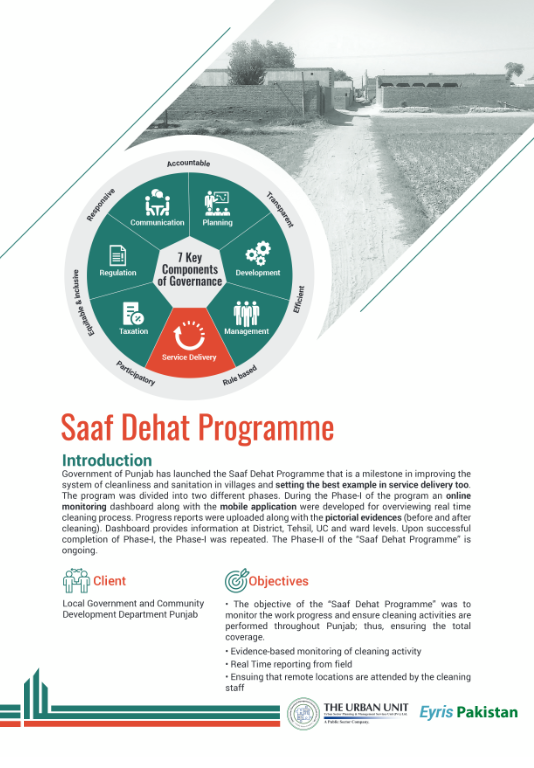 Accountable
Responsive
Transparent
Communication
Planning
7 Key
Components
of Governance
Regulation
Development
Equitable & Inclusive
Efficient
Taxation
Management
Service Delivery
Participatory
Rule based
Saaf Dehat Programme
Introduction
Government of Punjab has launched the Saaf Dehat Programme that is a milestone in improving the
system of cleanliness and sanitation in villages and setting the best example in service delivery too.
The program was divided into two different phases. During the Phase-I of the program an online
monitoring dashboard along with the mobile application were developed for overviewing real time
cleaning process. Progress reports were uploaded along with the pictorial evidences (before and after
cleaning). Dashboard provides information at District, Tehsil, UC and ward levels. Upon successful
completion of Phase-I, the Phase-I was repeated. The Phase-II of the “Saaf Dehat Programme” is
ongoing.
Client
Local Government and Community
Development Department Punjab
Objectives
• The objective of the “Saaf Dehat Programme” was to
monitor the work progress and ensure cleaning activities are
performed throughout Punjab; thus, ensuring the total
coverage.
• Evidence-based monitoring of cleaning activity
• Real Time reporting from field
• Ensuing that remote locations are attended by the cleaning
staff
THE URBAN UNIT
A Public Sector Company
Eyris Pakistan